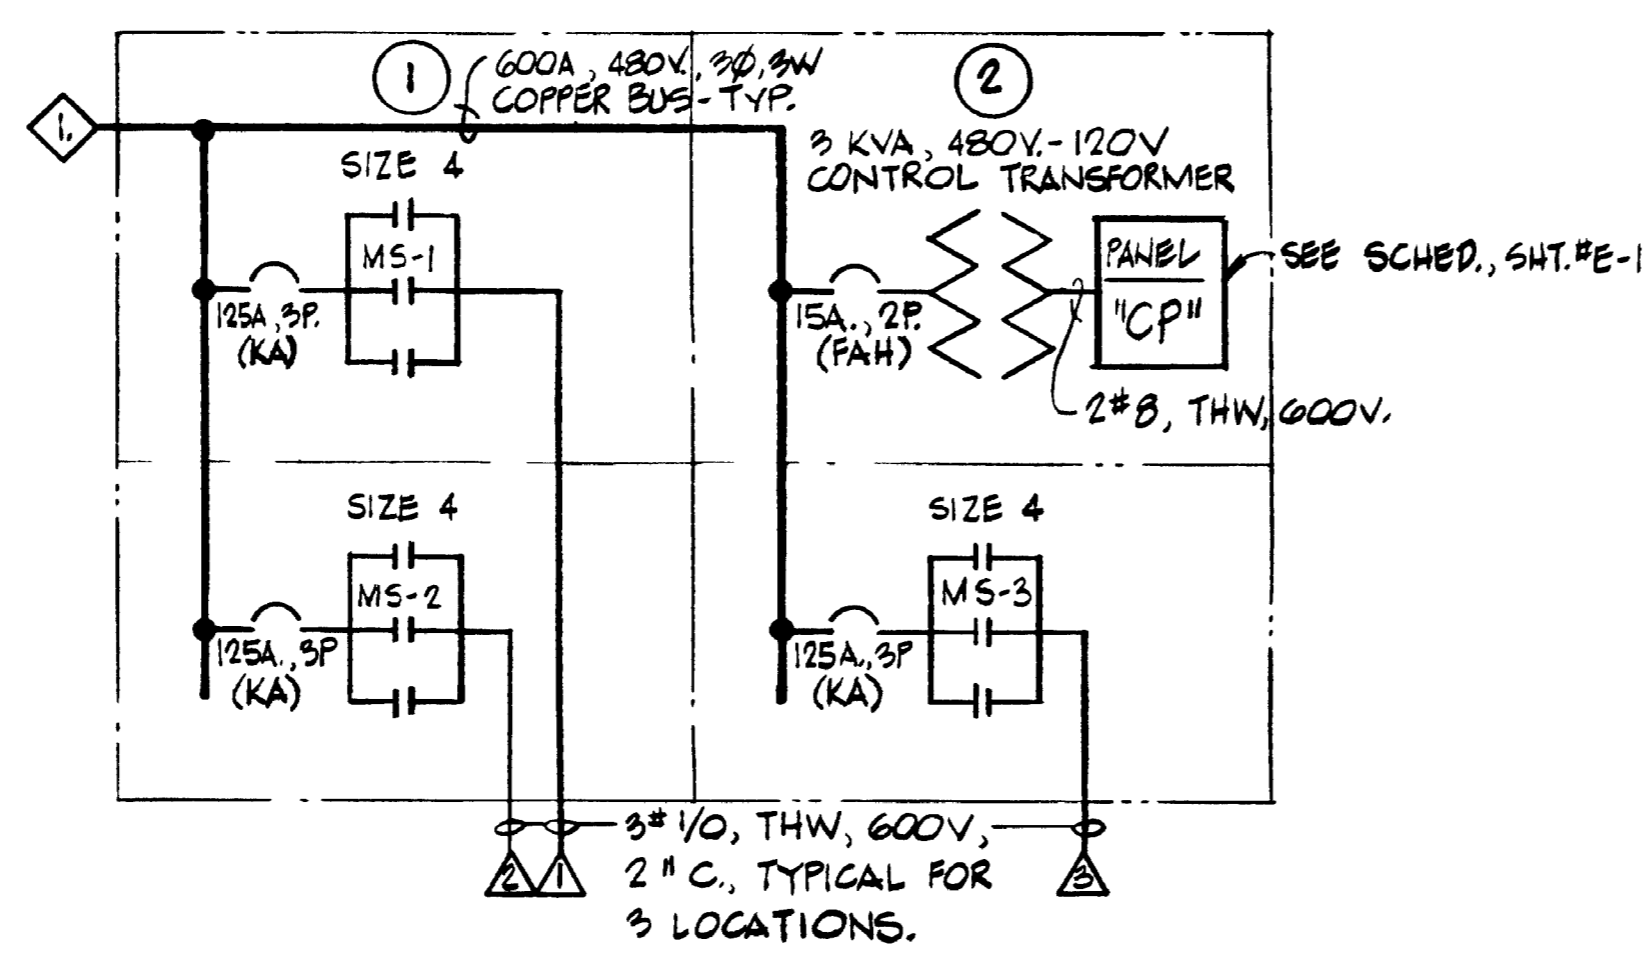 1
600A, 480V., 3Ø, 3W
COPPER BUS - TYP.
2
1.
SIZE 4
3 KVA, 480V.-120V
CONTROL TRANSFORMER
MS-1
125A, 3P.
(KA)
15A., 2P.
(FAH)
PANEL
"CP"
SEE SCHED., SHT.#E-1
2#8, THW, 600V.
SIZE 4
MS-2
125A., 3P
(KA)
SIZE 4
MS-3
125A., 3P
(KA)
3# 1/0, THW, 600V,
2" C., TYPICAL FOR
3 LOCATIONS.
2
1
3